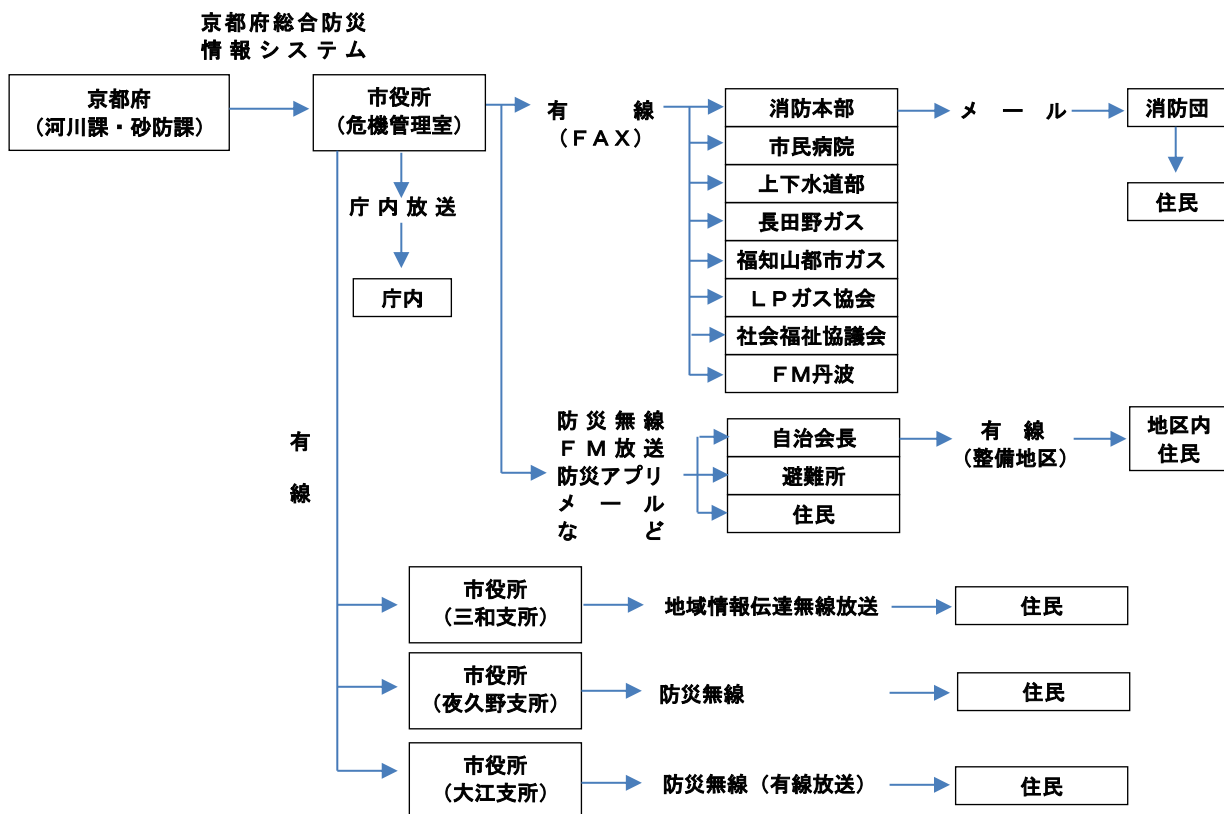 京都府総合防災
情報システム
京都府
（河川課・砂防課）
市役所
（危機管理室）
有線
（ＦＡＸ）
消防本部
市民病院
上下水道部
長田野ガス
福知山都市ガス
ＬＰガス協会
社会福祉協議会
ＦＭ丹波
メール
消防団
住民
庁内放送
庁内
有線
防災無線
ＦＭ放送
防災アプリ
メール
など
自治会長
避難所
住民
有線
（整備地区）
地区内
住民
市役所
（三和支所）
地域情報伝達無線放送
住民
市役所
（夜久野支所）
防災無線
住民
市役所
（大江支所）
防災無線（有線放送）
住民